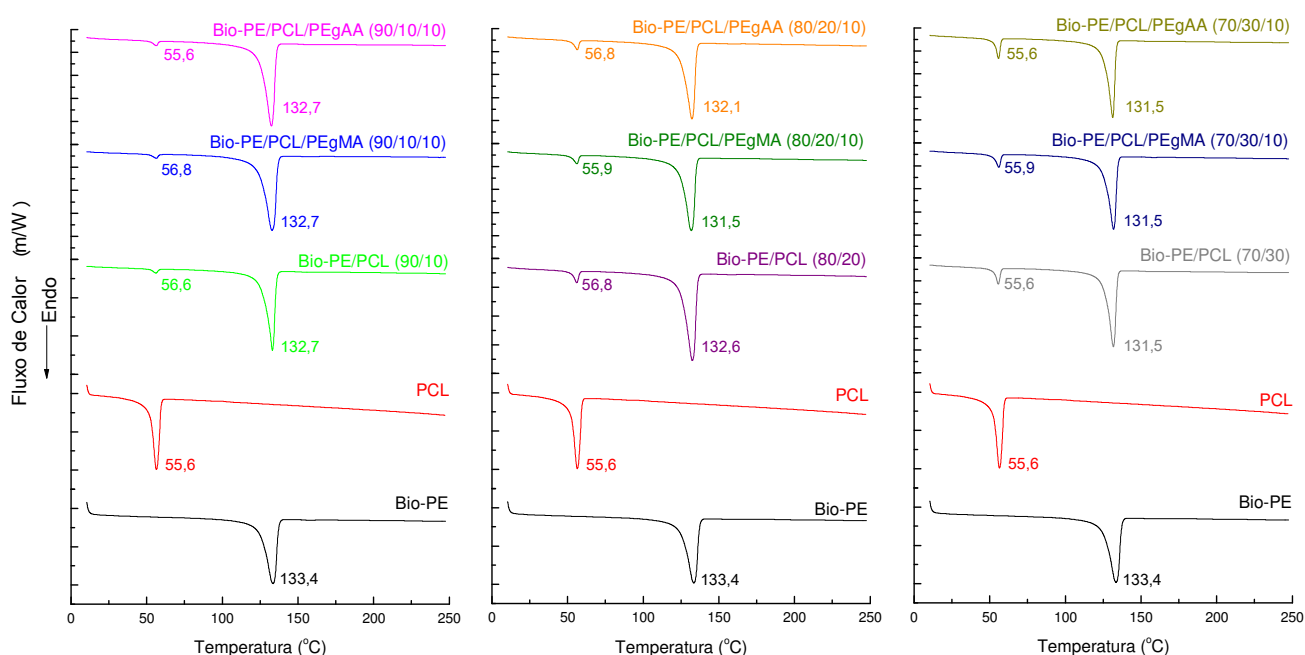 Fluxo de Calor (m/W)
Endo
Bio-PE/PCL/PEgAA (90/10/10)
55,6
132,7
Bio-PE/PCL/PEgMA (90/10/10)
56,8
132,7
Bio-PE/PCL (90/10)
56,6
132,7
PCL
55,6
Bio-PE
133,4
0 50 100 150 200 250
Temperatura (°C)
Bio-PE/PCL/PEgAA (80/20/10)
56,8
132,1
Bio-PE/PCL/PEgMA (80/20/10)
55,9
131,5
Bio-PE/PCL (80/20)
56,8
132,6
PCL
55,6
Bio-PE
133,4
0 50 100 150 200 250
Temperatura (°C)
Bio-PE/PCL/PEgAA (70/30/10)
55,6
131,5
Bio-PE/PCL/PEgMA (70/30/10)
55,9
131,5
Bio-PE/PCL (70/30)
55,6
131,5
PCL
55,6
Bio-PE
133,4
0 50 100 150 200 250
Temperatura (°C)